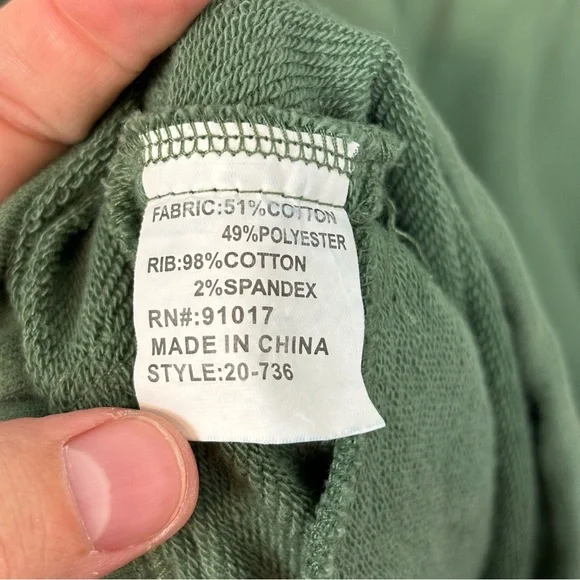 FABRIC:51%COTTON
49%POLYESTER
RIB:98%COTTON
2%SPANDEX
RN#:91017
MADE IN CHINA
STYLE:20-736